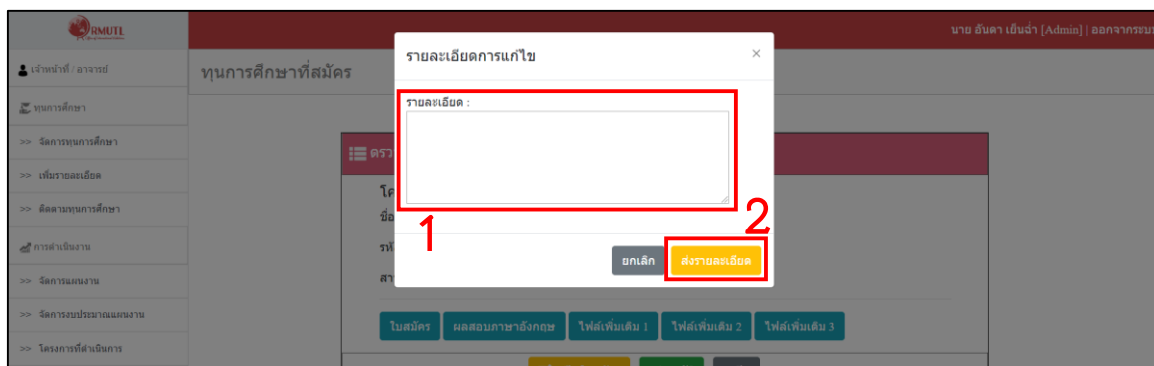 RMUTL
นาย อันดา เย็นฉ่ำ [Admin] | ออกจากระบบ
รายละเอียดการแก้ไข
×
เจ้าหน้าที่ / อาจารย์
ทุนการศึกษาที่สมัคร
ทุนการศึกษา
รายละเอียด :
>> จัดการทุนการศึกษา
>> เพิ่มรายละเอียด
>> ติดตามทุนการศึกษา
1
2
การดำเนินงาน
ยกเลิก
ส่งรายละเอียด
>> จัดการแผนงาน
>> จัดการงบประมาณแผนงาน
ใบสมัคร ผลสอบภาษาอังกฤษ ไฟล์เพิ่มเติม 1 ไฟล์เพิ่มเติม 2 ไฟล์เพิ่มเติม 3
>> โครงการที่ดำเนินการ